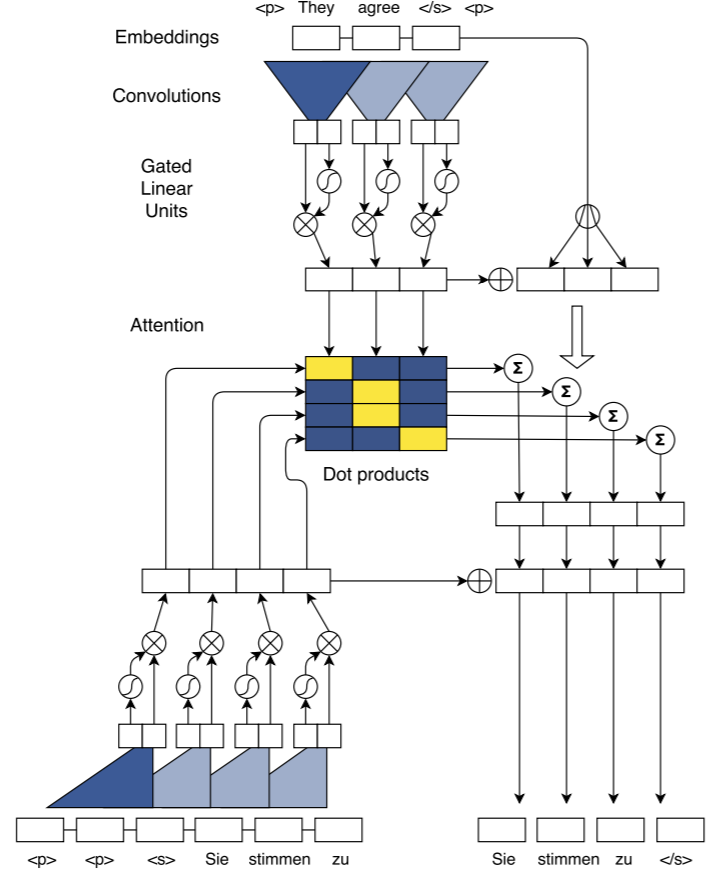 <p> They agree </s> <p>
Embeddings
Convolutions
Gated
Linear
Units
Attention
Σ
Σ
Σ
Σ
Dot products
<p> <p> <s> Sie stimmen zu
Sie stimmen zu </s>